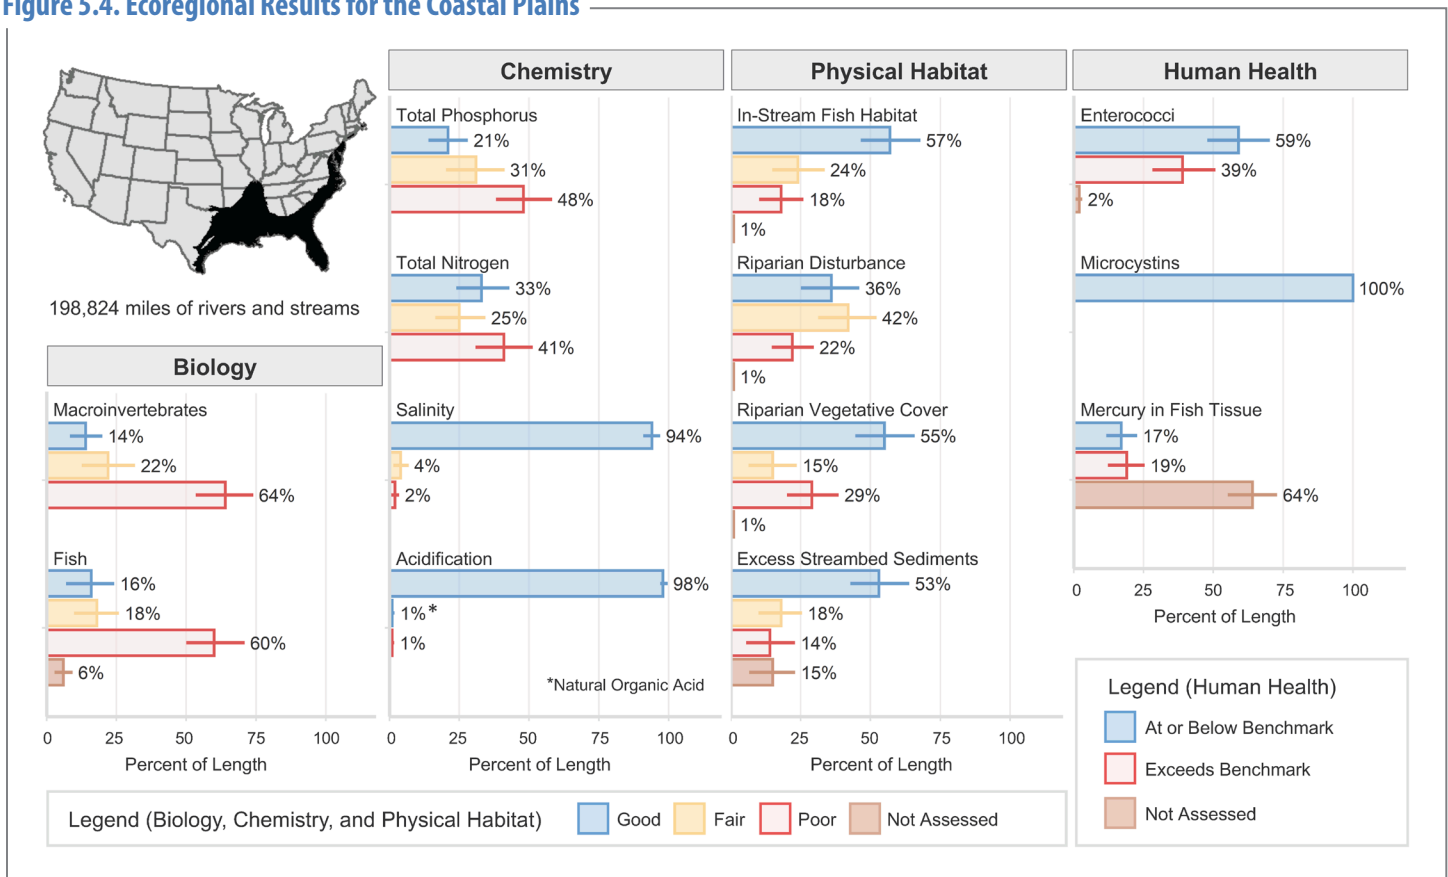 Figure 5.4. Ecoregional Results for the Coastal Plains
198,824 miles of rivers and streams
Biology
Macroinvertebrates
14%
22%
64%
Fish
16%
18%
60%
6%
0 25 50 75 100
Percent of Length
Chemistry
Total Phosphorus
21%
31%
48%
Total Nitrogen
33%
25%
41%
Salinity
94%
4%
2%
Acidification
98%
1%*
1%
*Natural Organic Acid
0 25 50 75 100
Percent of Length
Physical Habitat
In-Stream Fish Habitat
57%
24%
18%
1%
Riparian Disturbance
36%
42%
22%
1%
Riparian Vegetative Cover
55%
15%
29%
1%
Excess Streambed Sediments
53%
18%
14%
15%
0 25 50 75 100
Percent of Length
Human Health
Enterococci
59%
39%
2%
Microcystins
100%
Mercury in Fish Tissue
17%
19%
64%
0 25 50 75 100
Percent of Length
Legend (Human Health)
At or Below Benchmark
Exceeds Benchmark
Not Assessed
Legend (Biology, Chemistry, and Physical Habitat) Good Fair Poor Not Assessed